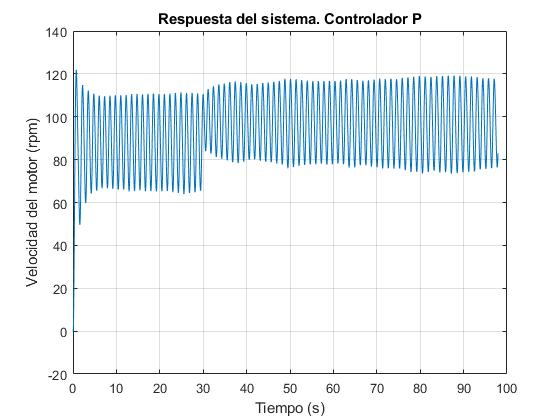 Respuesta del sistema. Controlador P
140
120
100
80
60
40
20
0
-20
Velocidad del motor (rpm)
0 10 20 30 40 50 60 70 80 90 100
Tiempo (s)